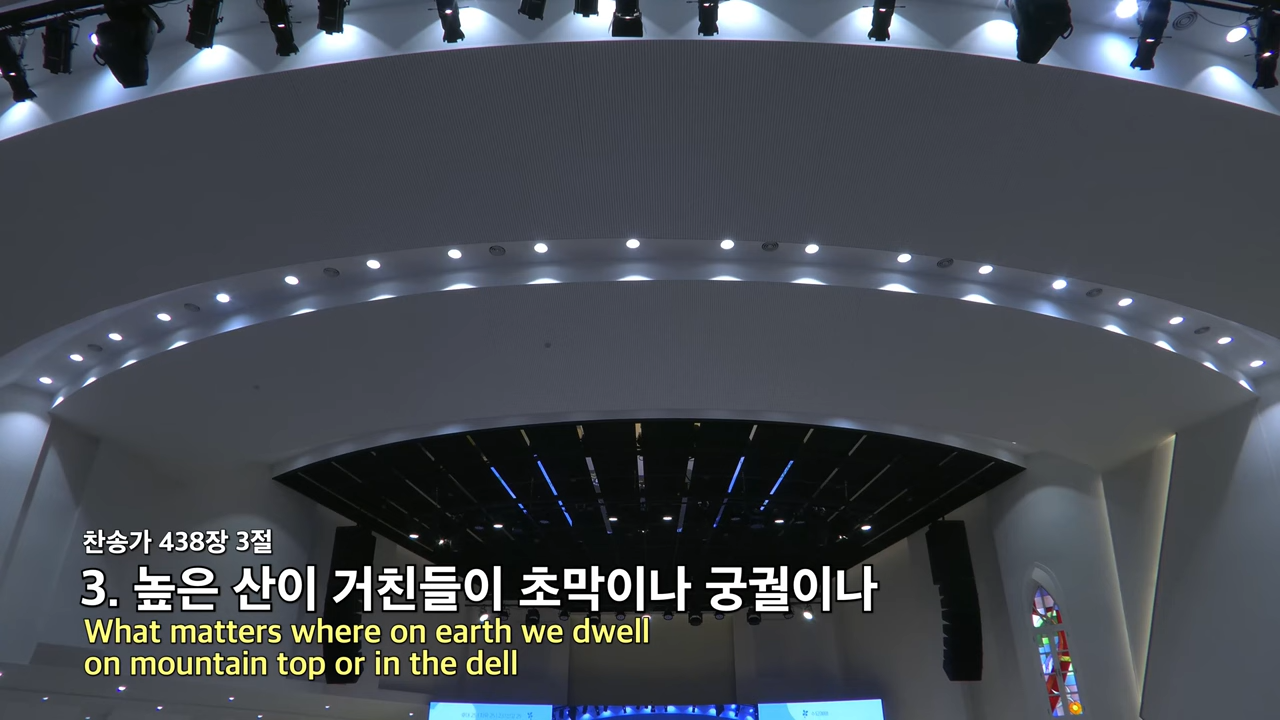 찬송가 438장 3절
3. 높은 산이 거친들이 초막이나 궁궐이나
What matters where on earth we dwell
on mountain top or in the dell